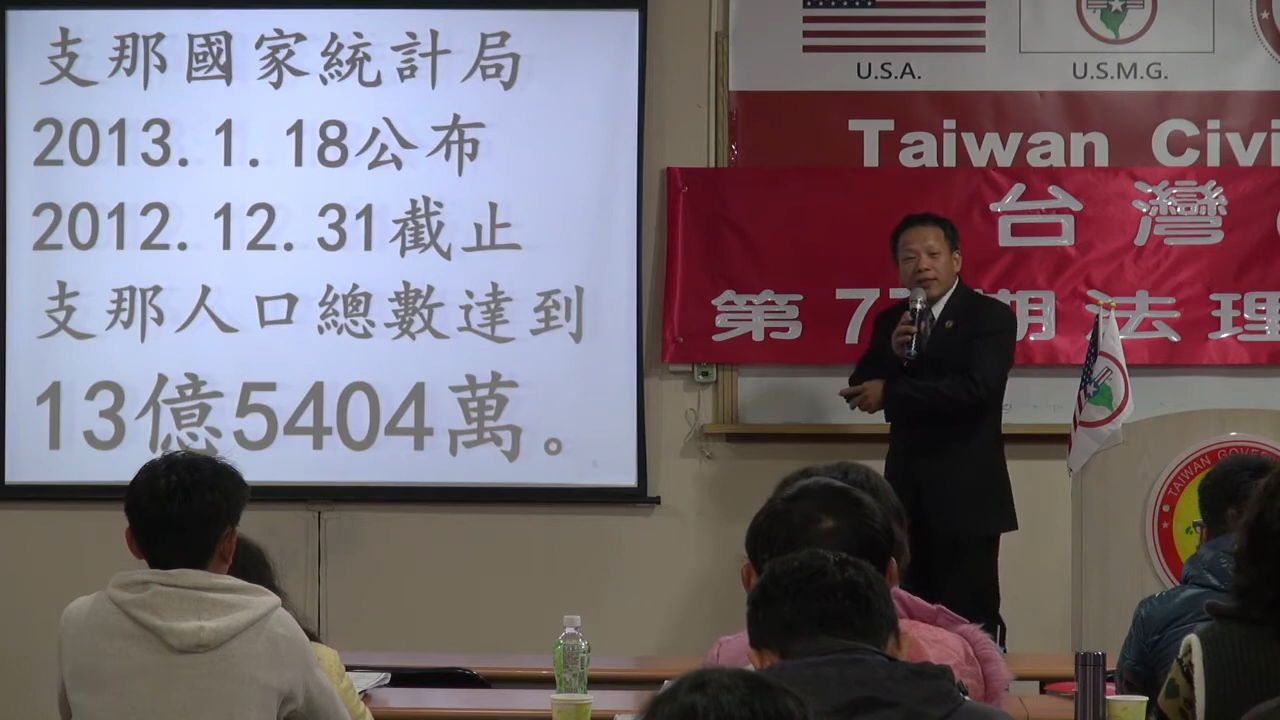 支那國家統計局
2013.1.18公布
2012.12.31截止
支那人口總數達到
13億5404萬。
U.S.A.
U.S.M.G.
Taiwan Civi
台灣
第77期法理
TAIWAN GOVER